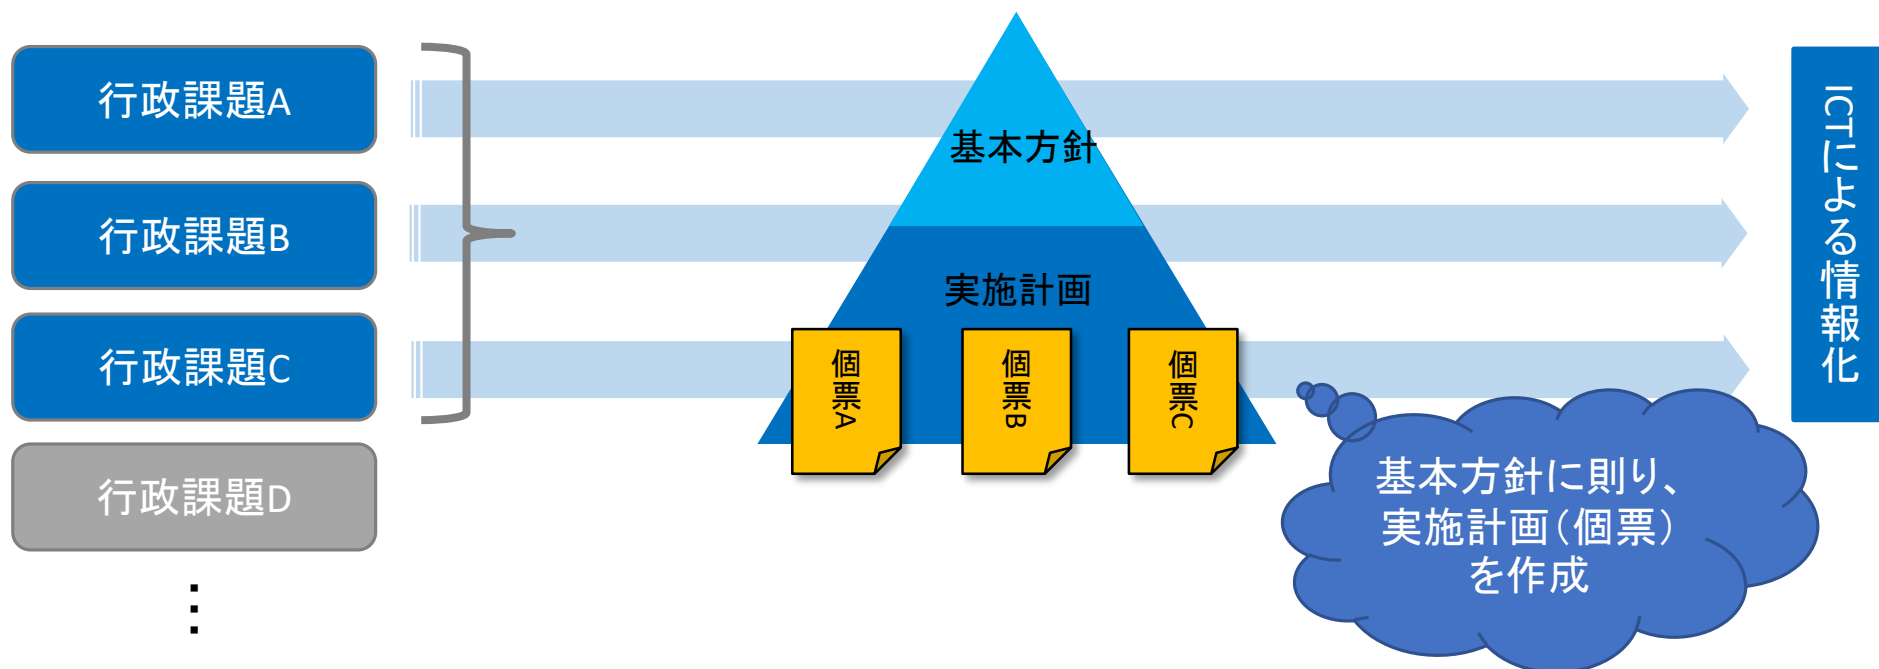 行政課題A
行政課題B
行政課題C
行政課題D
⋮
基本方針
実施計画
個票A
個票B
個票C
基本方針に則り、
実施計画(個票)
を作成
ICTによる情報化